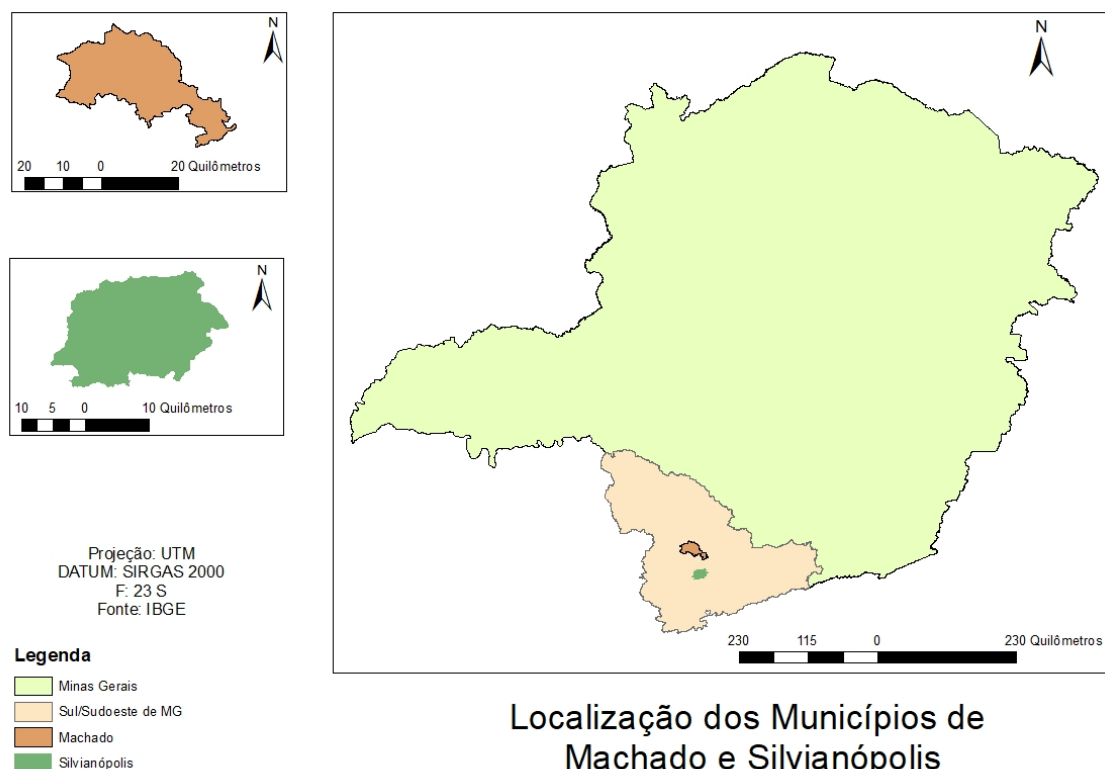 N
20 10 0 20 Quilômetros
N
10 5 0 10 Quilômetros
Projeção: UTM
DATUM: SIRGAS 2000
F: 23 S
Fonte: IBGE
Legenda
Minas Gerais
Sul/Sudoeste de MG
Machado
Silvianópolis
N
230 115 0 230 Quilômetros
Localização dos Municípios de
Machado e Silvianópolis